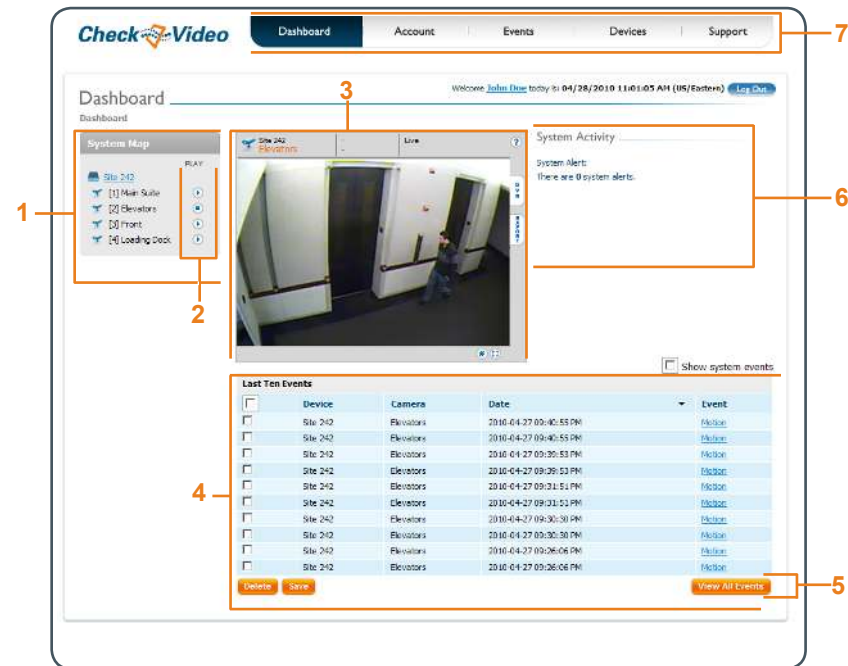 Check Video
Dashboard Account Events Devices Support
7
Dashboard
3
Welcome John Doe today is 04/28/2010 11:01:05 AM (US/Eastern) Log Out
Dashboard
System Map
PLAY
Site 242
[1] Main Suite
[2] Elevators
[3] Front
[4] Loading Dock
1
2
Site 242
Elevators
-
-
Live
?
DVR
EXPORT
System Activity
System Alert:
There are 0 system alerts.
6
Show system events
Last Ten Events
Device Camera Date Event
Site 242 Elevators 2010-04-27 09:40:55 PM Motion
Site 242 Elevators 2010-04-27 09:40:55 PM Motion
Site 242 Elevators 2010-04-27 09:39:53 PM Motion
Site 242 Elevators 2010-04-27 09:39:53 PM Motion
Site 242 Elevators 2010-04-27 09:31:51 PM Motion
Site 242 Elevators 2010-04-27 09:31:51 PM Motion
Site 242 Elevators 2010-04-27 09:30:30 PM Motion
Site 242 Elevators 2010-04-27 09:30:30 PM Motion
Site 242 Elevators 2010-04-27 09:26:06 PM Motion
Site 242 Elevators 2010-04-27 09:26:06 PM Motion
4
Delete Save View All Events
5